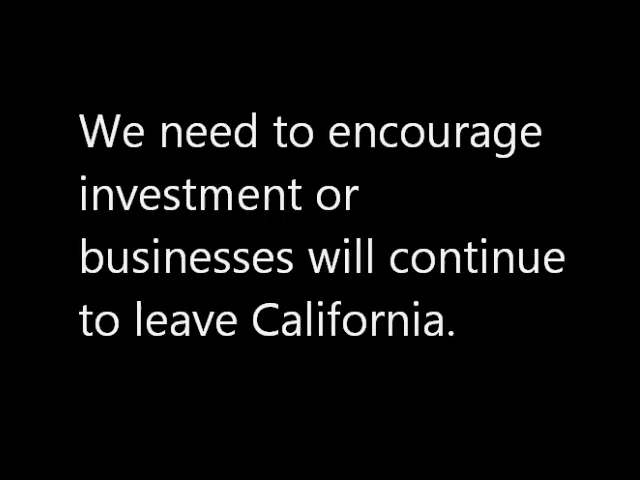 We need to encourage
investment or
businesses will continue
to leave California.